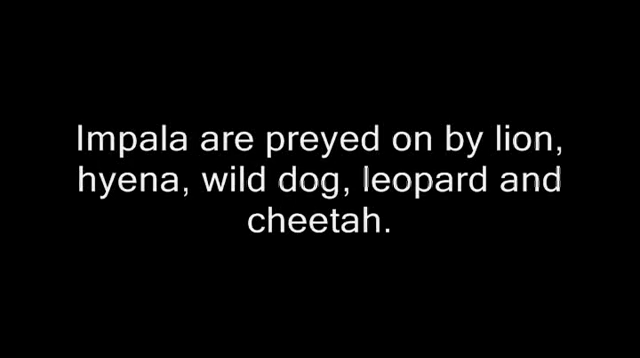 Impala are preyed on by lion,
hyena, wild dog, leopard and
cheetah.